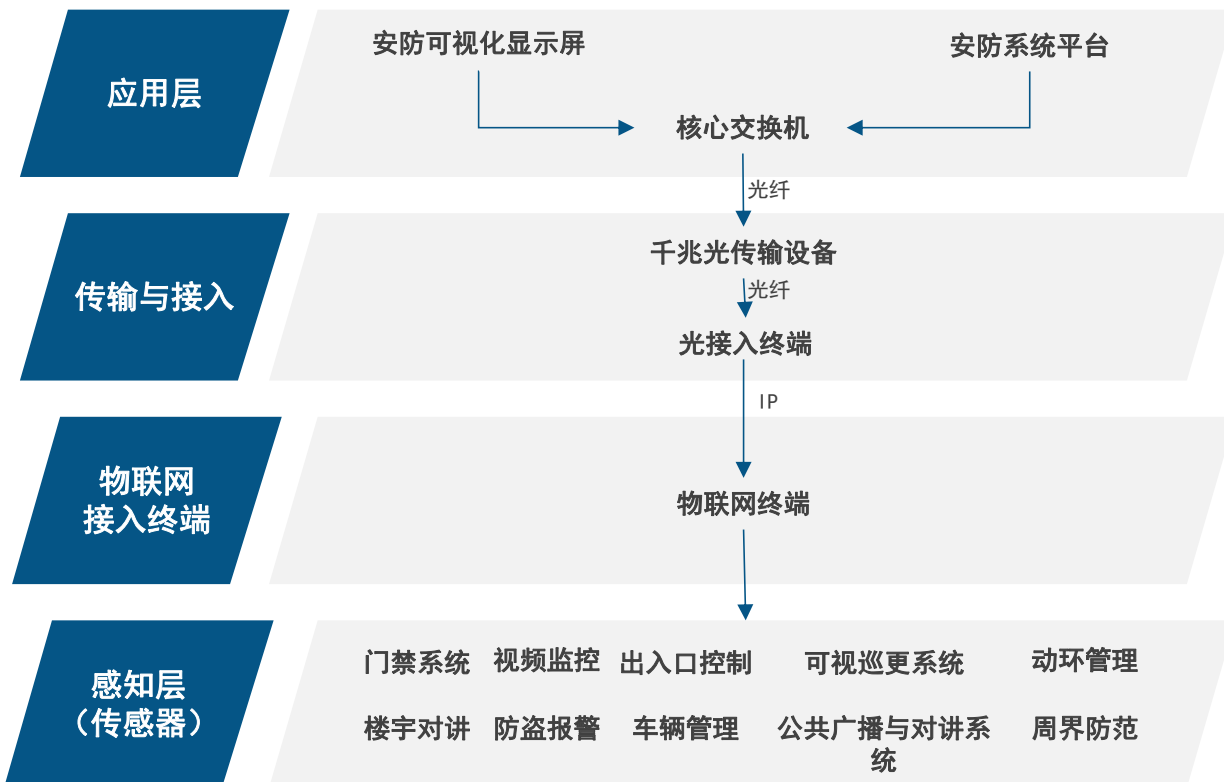 应用层
安防可视化显示屏
安防系统平台
核心交换机
光纤
传输与接入
千兆光传输设备
光纤
光接入终端
IP
物联网
接入终端
物联网终端
感知层
（传感器）
门禁系统
视频监控
出入口控制
可视巡更系统
动环管理
楼宇对讲
防盗报警
车辆管理
公共广播与对讲系
统
周界防范